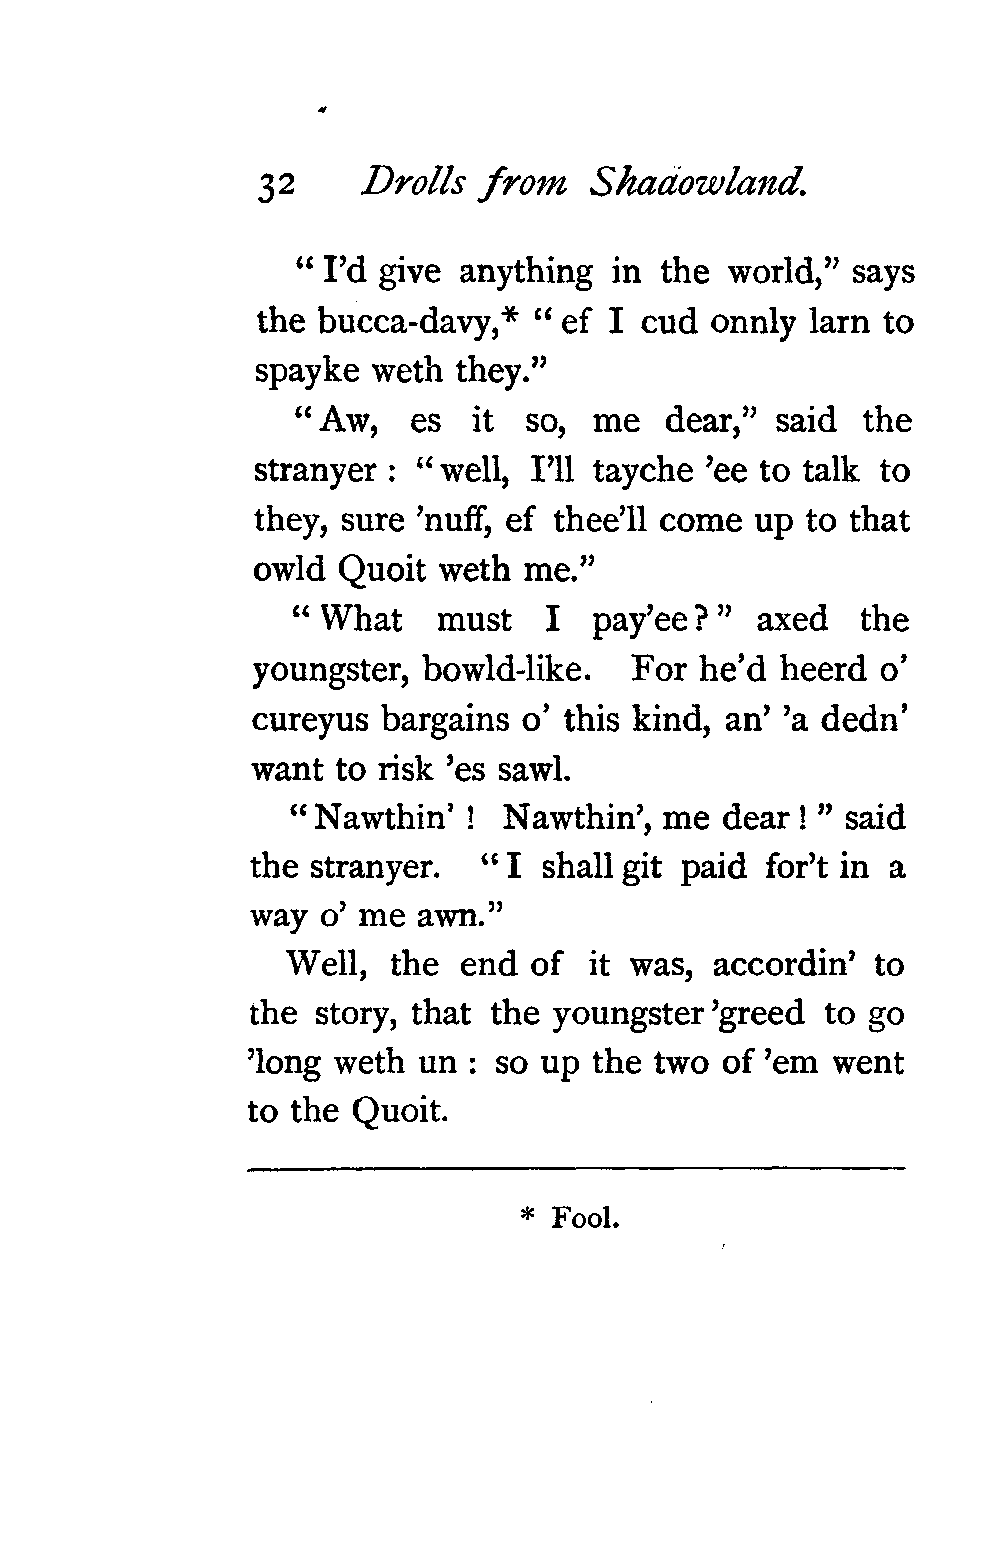 32 Drolls from Shadowland.
“ I’d give anything in the world,” says
the bucca-davy,* “ ef I cud onnly larn to
spayke weth they.”
“ Aw, es it so, me dear,” said the
stranyer : “ well, I’ll tayche ’ee to talk to
they, sure ’nuff, ef thee’ll come up to that
owld Quoit weth me.”
“ What must I pay’ee ? ” axed the
youngster, bowld-like. For he’d heerd o’
cureyus bargains o’ this kind, an’ ’a dedn’
want to risk ’es sawl.
“ Nawthin’ ! Nawthin’, me dear ! ” said
the stranyer. “ I shall git paid for’t in a
way o’ me awn.”
Well, the end of it was, accordin’ to
the story, that the youngster ’greed to go
’long weth un : so up the two of ’em went
to the Quoit.
* Fool.